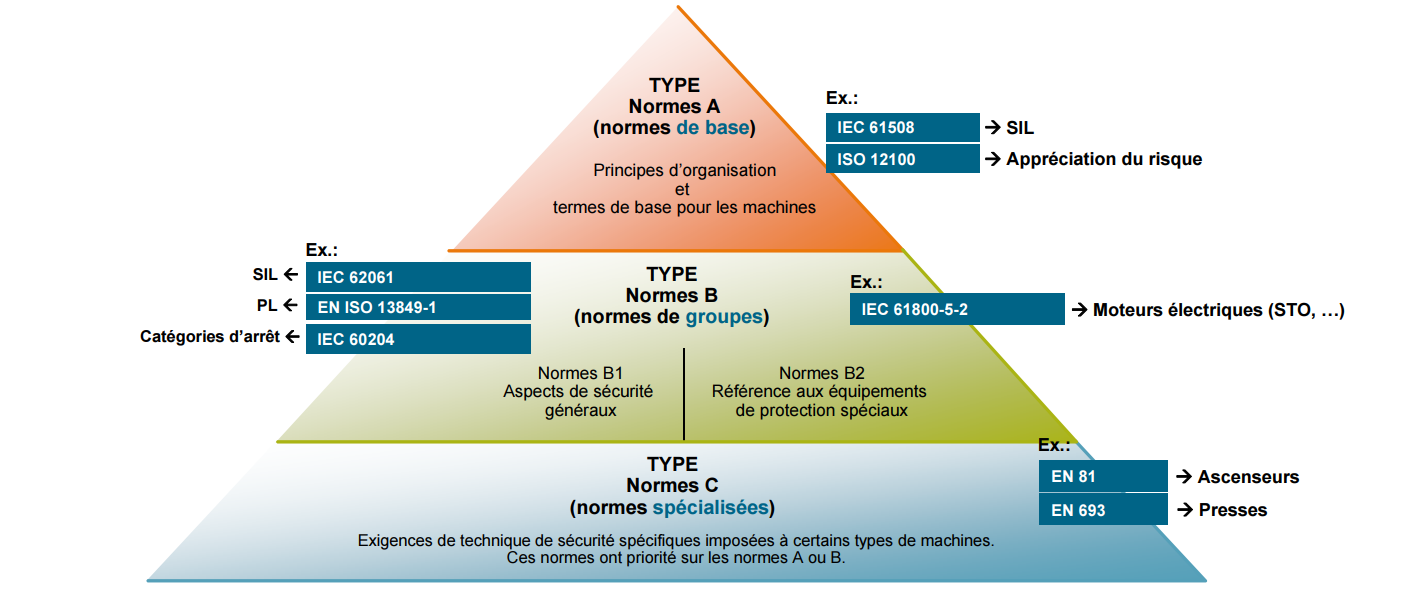 TYPE
Normes A
(normes de base)
Principes d’organisation
et
termes de base pour les machines
Ex.:
IEC 61508 → SIL
ISO 12100 → Appréciation du risque
Ex.:
SIL ← IEC 62061
PL ← EN ISO 13849-1
Catégories d’arrêt ← IEC 60204
TYPE
Normes B
(normes de groupes)
Ex.:
IEC 61800-5-2 → Moteurs électriques (STO, …)
Normes B1
Aspects de sécurité
généraux
Normes B2
Référence aux équipements
de protection spéciaux
TYPE
Normes C
(normes spécialisées)
Exigences de technique de sécurité spécifiques imposées à certains types de machines.
Ces normes ont priorité sur les normes A ou B.
Ex.:
EN 81 → Ascenseurs
EN 693 → Presses